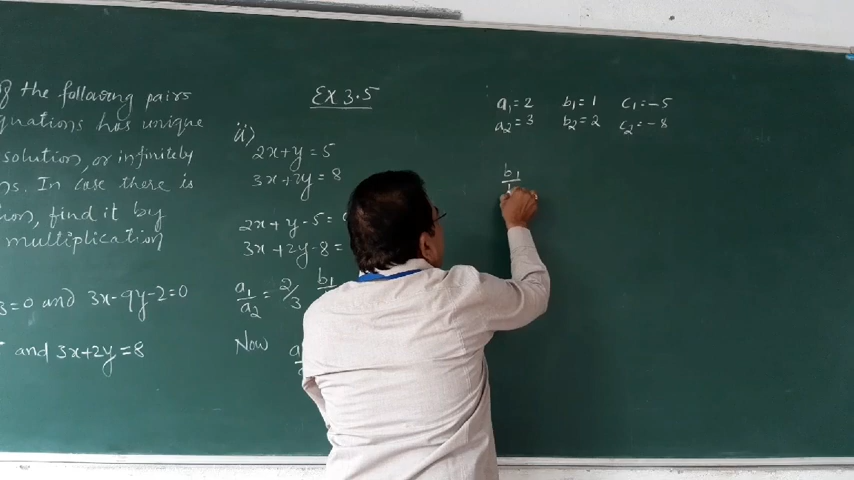 of the following pairs
quations has unique
solution, or infinitely
ns. In case there is
ion, find it by
multiplication
3=0 and 3x-9y-2=0
and 3x+2y=8
Ex 3.5
ii)
2x+y=5
3x+2y=8
2x+y-5=
3x+2y-8=
a₁/a₂ = 2/3 b₁
Now a
a₁=2 b₁=1 c₁=-5
a₂=3 b₂=2 c₂=-8
b₁